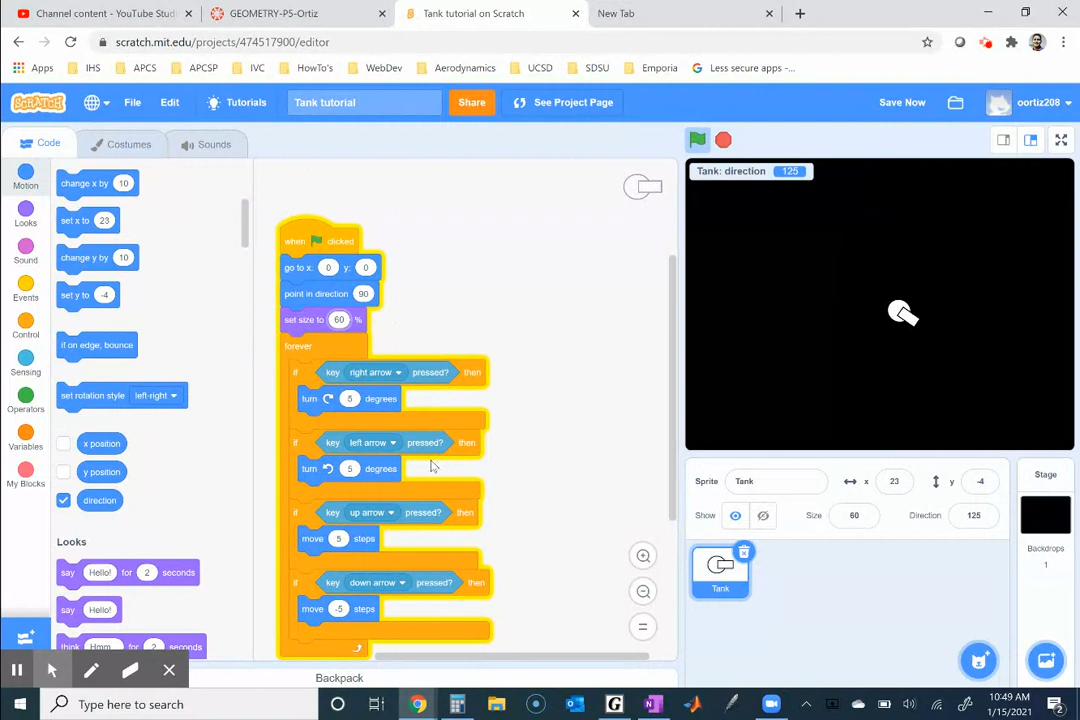 Channel content - YouTube Studi
GEOMETRY-P5-Ortiz
Tank tutorial on Scratch
New Tab
scratch.mit.edu/projects/474517900/editor
Apps
IHS
APCS
APCSP
IVC
HowTo's
WebDev
Aerodynamics
UCSD
SDSU
Emporia
Less secure apps -...
SCRATCH
File
Edit
Tutorials
Tank tutorial
Share
See Project Page
Save Now
oortiz208
Code
Costumes
Sounds
Motion
Looks
Sound
Events
Control
Sensing
Operators
Variables
My Blocks
change x by 10
set x to 23
change y by 10
set y to -4
if on edge, bounce
set rotation style left-right
x position
y position
direction
Looks
say Hello! for 2 seconds
say Hello!
think Hmm... for 2 seconds
when clicked
go to x: 0 y: 0
point in direction 90
set size to 60 %
forever
if key right arrow pressed? then
turn 5 degrees
if key left arrow pressed? then
turn 5 degrees
if key up arrow pressed? then
move 5 steps
if key down arrow pressed? then
move -5 steps
Backpack
Tank: direction 125
Sprite Tank x 23 y -4
Show Size 60 Direction 125
Tank
Stage
Backdrops
1
Type here to search
10:49 AM
1/15/2021
2